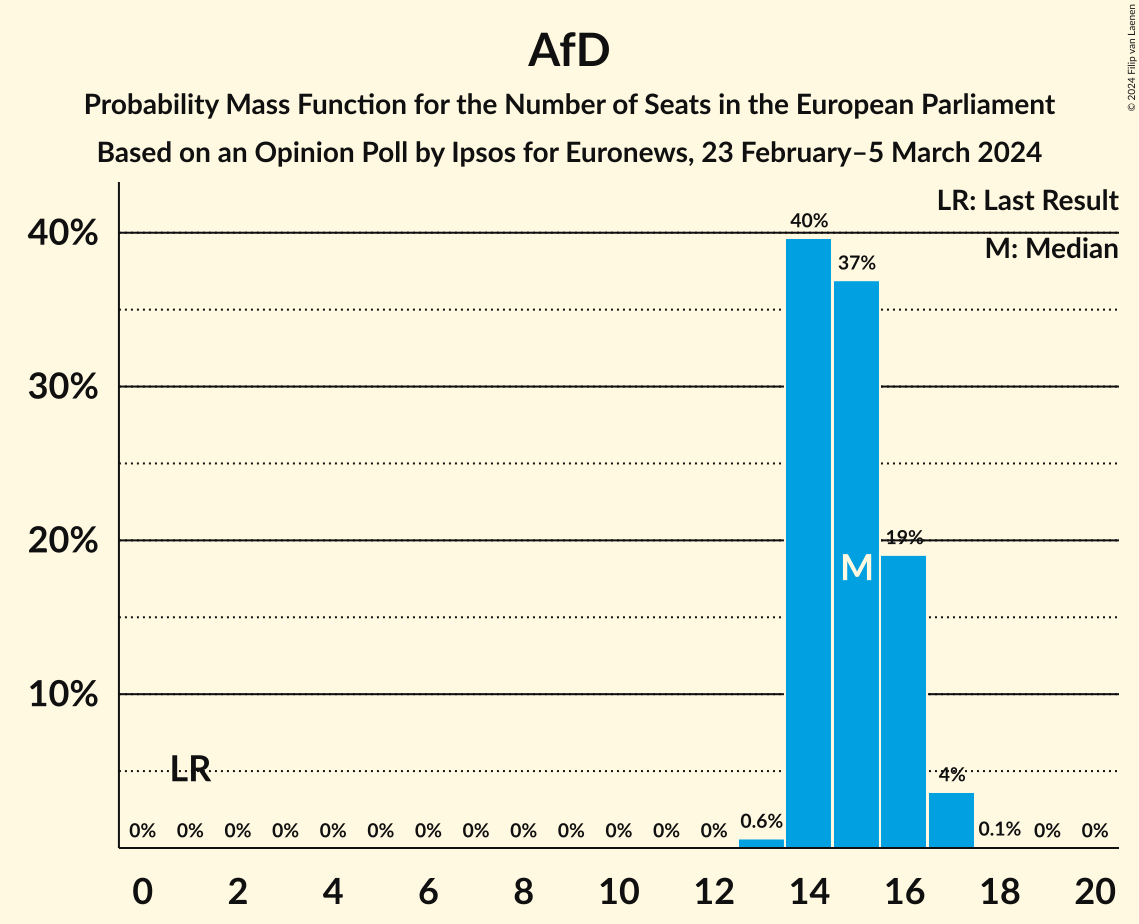 © 2024 Filip van Laenen
AfD
Probability Mass Function for the Number of Seats in the European Parliament
Based on an Opinion Poll by Ipsos for Euronews, 23 February–5 March 2024
LR: Last Result
M: Median
40%
30%
20%
10%
40%
37%
19%
M
LR
4%
0% 0% 0% 0% 0% 0% 0% 0% 0% 0% 0% 0% 0% 0.6% 0.1% 0% 0%
0 2 4 6 8 10 12 14 16 18 20